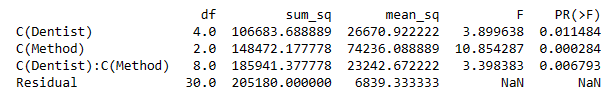 df sum_sq mean_sq F PR(>F)
C(Dentist) 4.0 106683.688889 26670.922222 3.899638 0.011484
C(Method) 2.0 148472.177778 74236.088889 10.854287 0.000284
C(Dentist):C(Method) 8.0 185941.377778 23242.672222 3.398383 0.006793
Residual 30.0 205180.000000 6839.333333 NaN NaN